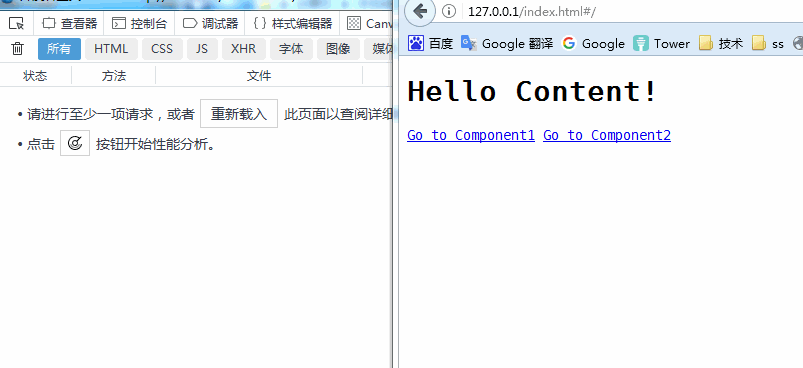 查看器 控制台 调试器 {} 样式编辑器 Canv
所有 HTML CSS JS XHR 字体 图像 媒体
状态 方法 文件
• 请进行至少一项请求，或者 重新载入 此页面以查阅详细
• 点击 按钮开始性能分析。
127.0.0.1/index.html#/
百度 Google 翻译 Google Tower 技术 ss
Hello Content!
Go to Component1 Go to Component2